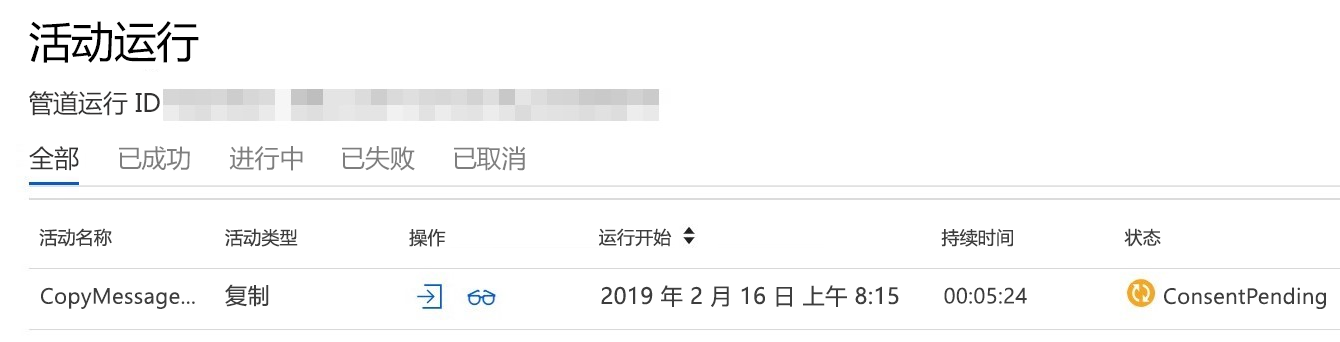 活动运行
管道运行 ID
全部 已成功 进行中 已失败 已取消
活动名称 活动类型 操作 运行开始 持续时间 状态
CopyMessage... 复制 2019 年 2 月 16 日 上午 8:15 00:05:24 ConsentPending